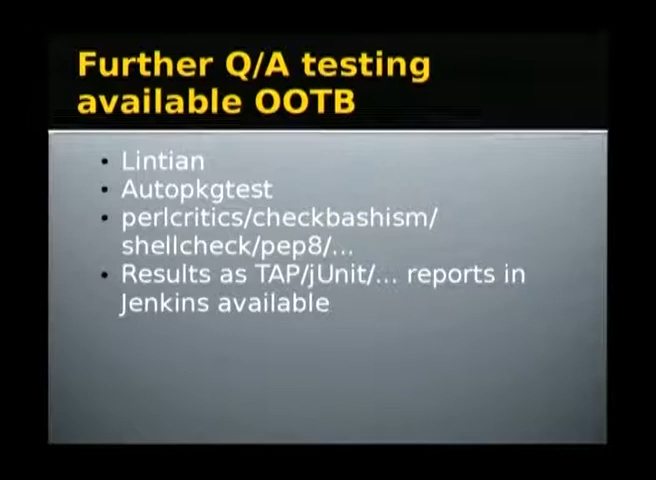 Further Q/A testing
available OOTB
• Lintian
• Autopkgtest
• perlcritics/checkbashism/
shellcheck/pep8/...
• Results as TAP/jUnit/... reports in
Jenkins available